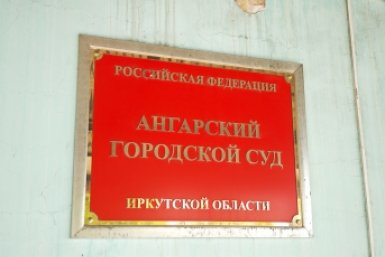 РОССИЙСКАЯ ФЕДЕРАЦИЯ
АНГАРСКИЙ
ГОРОДСКОЙ СУД
ИРКУТСКОЙ ОБЛАСТИ